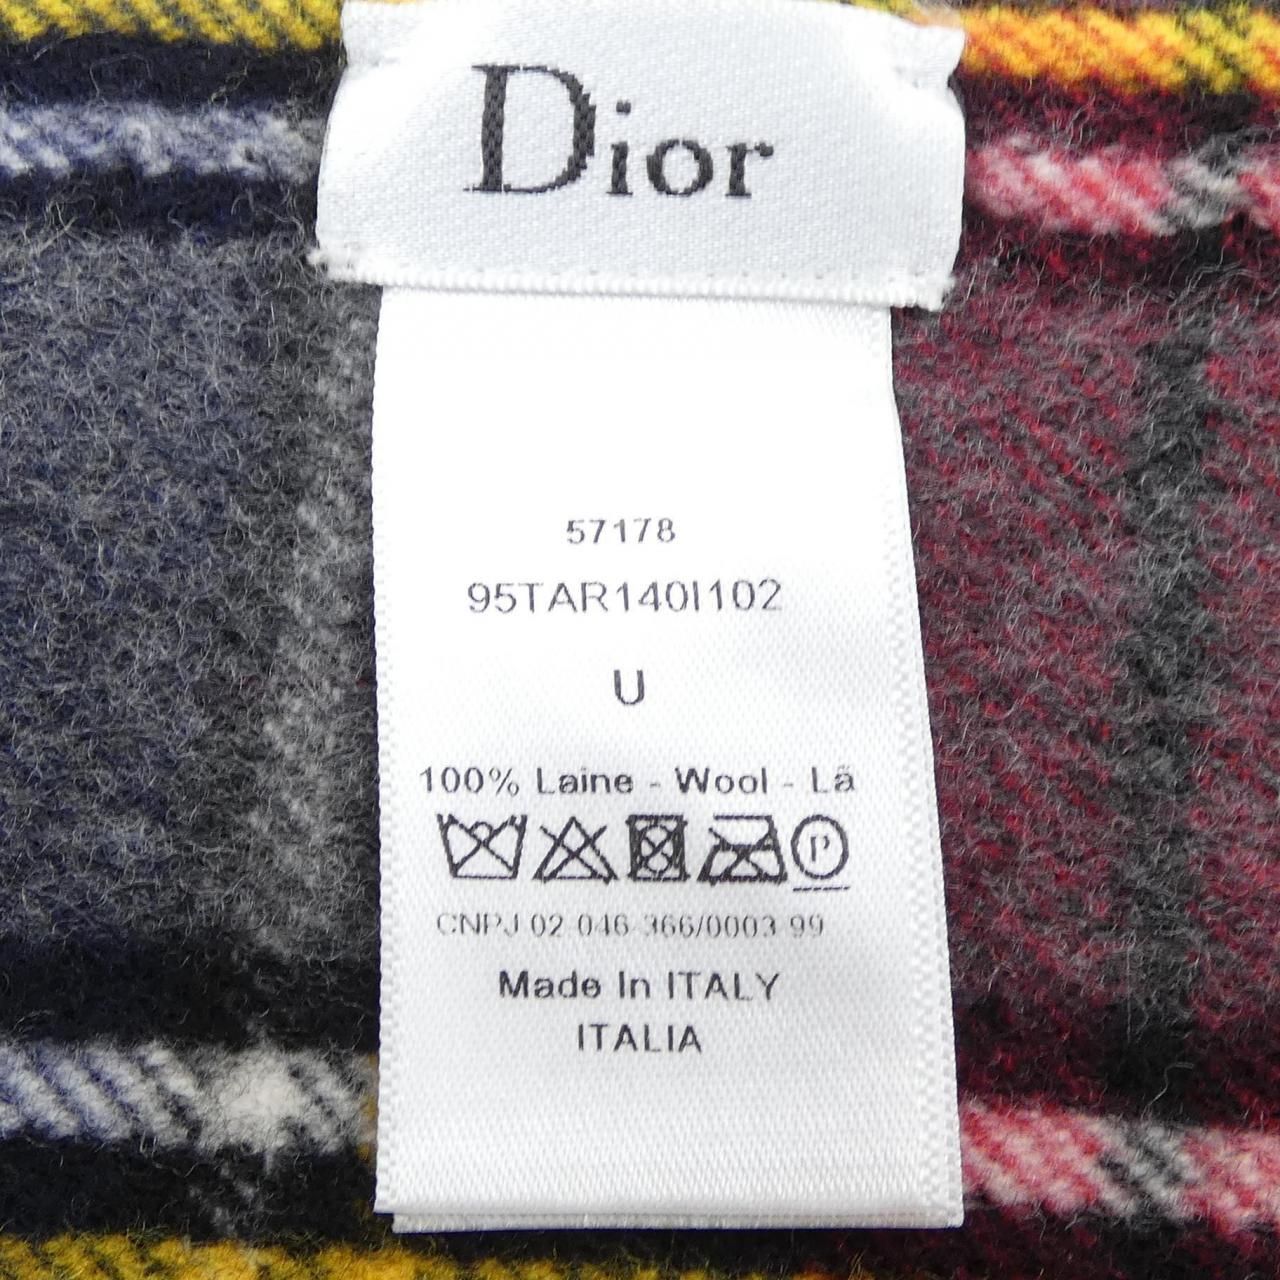 Dior
57178
95TAR140I102
U
100% Laine - Wool - Lã
P
CNPJ 02 046 366/0003 99
Made In ITALY
ITALIA